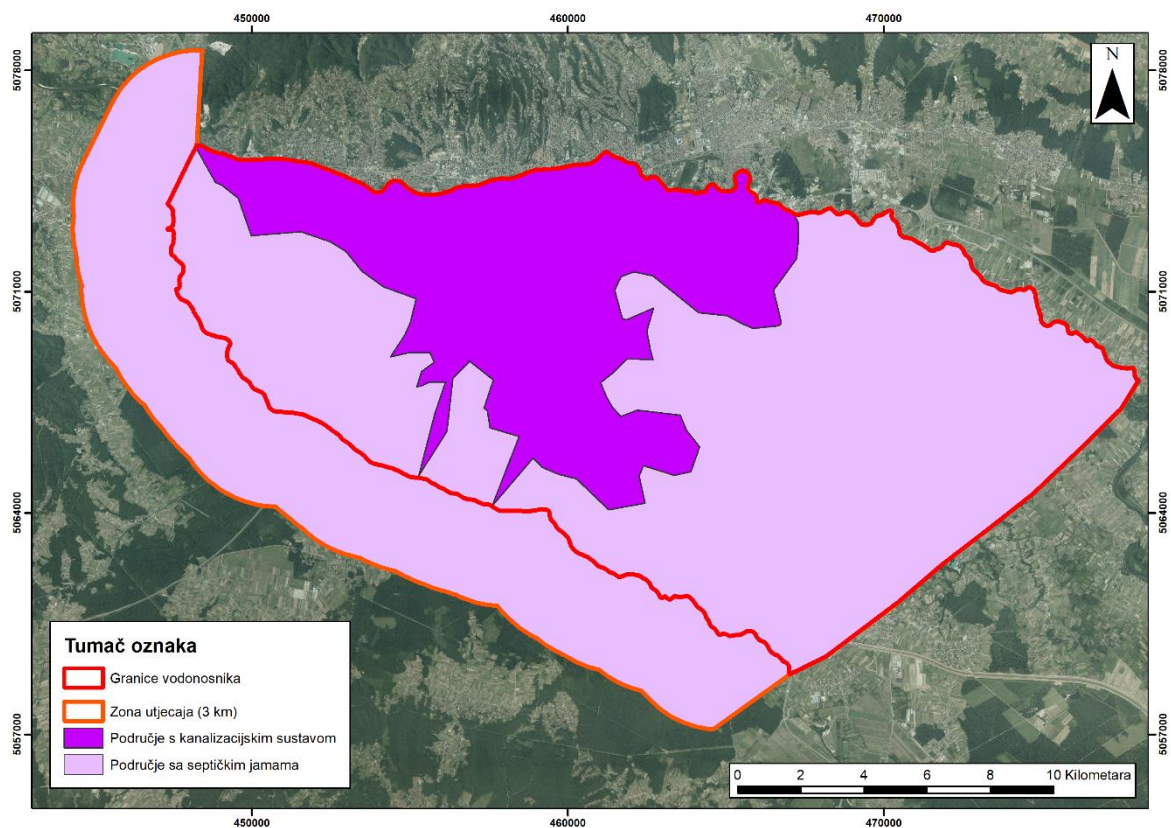 450000 460000 470000
N
5078000 5078000
5071000 5071000
5064000 5064000
5057000 5057000
Tumač oznaka
Granice vodonosnika
Zona utjecaja (3 km)
Područje s kanalizacijskim sustavom
Područje sa septičkim jamama
0 2 4 6 8 10 Kilometara
450000 460000 470000